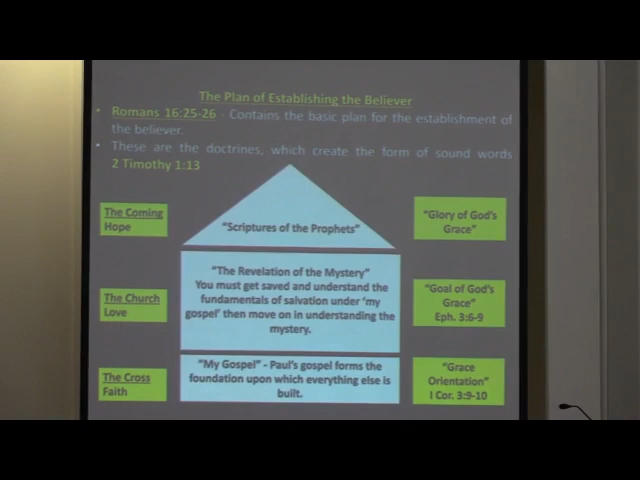 The Plan of Establishing the Believer
• Romans 16:25-26 - Contains the basic plan for the establishment of
the believer.
• These are the doctrines, which create the form of sound words
2 Timothy 1:13
The Coming
Hope
"Scriptures of the Prophets"
"Glory of God's
Grace"
The Church
Love
"The Revelation of the Mystery"
You must get saved and understand the
fundamentals of salvation under 'my
gospel' then move on in understanding the
mystery.
"Goal of God's
Grace"
Eph. 3:6-9
The Cross
Faith
"My Gospel" - Paul's gospel forms the
foundation upon which everything else is
built.
"Grace
Orientation"
I Cor. 3:9-10